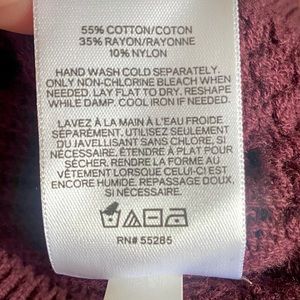 55% COTTON/COTON
35% RAYON/RAYONNE
10% NYLON
HAND WASH COLD SEPARATELY.
ONLY NON-CHLORINE BLEACH WHEN
NEEDED. LAY FLAT TO DRY. RESHAPE
WHILE DAMP. COOL IRON IF NEEDED.
LAVEZ À LA MAIN À L'EAU FROIDE
SÉPARÉMENT. UTILISEZ SEULEMENT
DU JAVELLISANT SANS CHLORE, SI
NÉCESSAIRE. ÉTENDRE À PLAT POUR
SÉCHER. RENDRE LA FORME AU
VÊTEMENT LORSQUE CELUI-CI EST
ENCORE HUMIDE. REPASSAGE DOUX,
SI NÉCESSAIRE.
RN# 55285